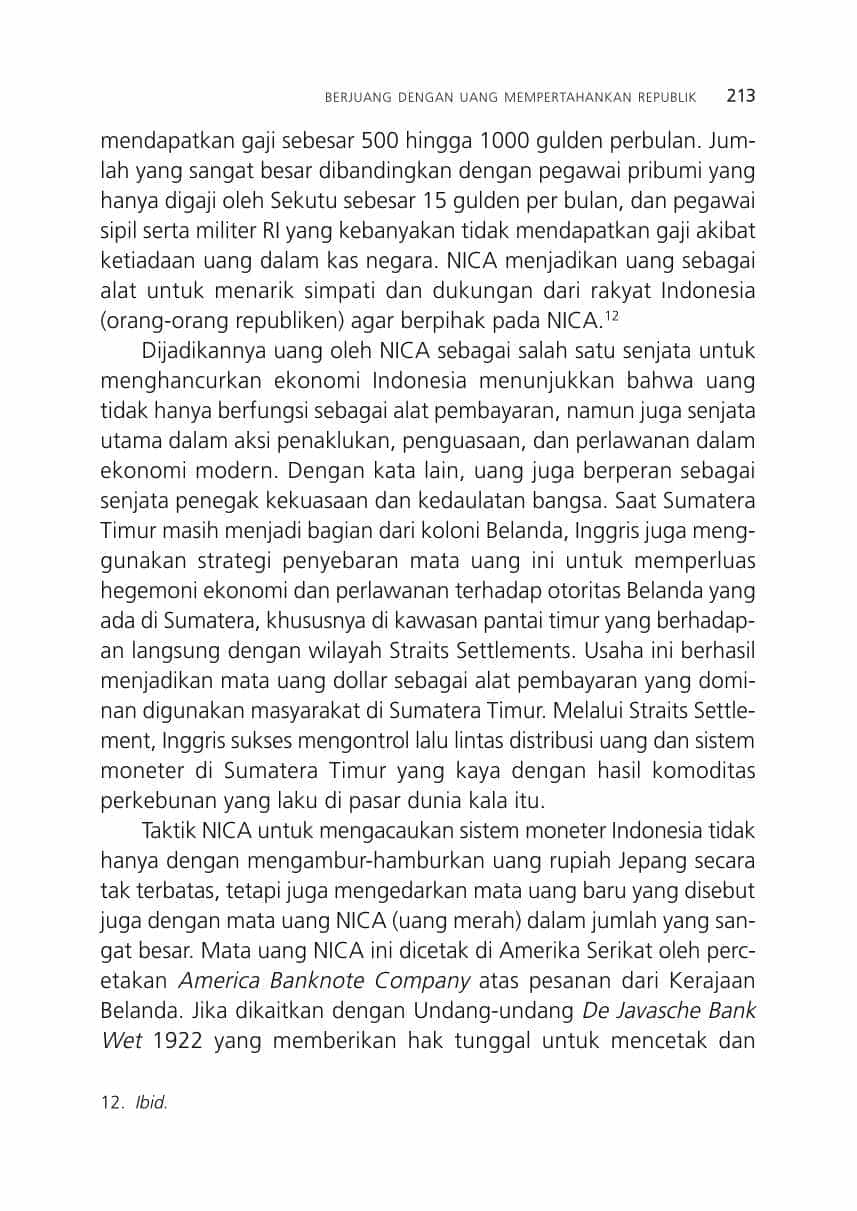 BERJUANG DENGAN UANG MEMPERTAHANKAN REPUBLIK 213
mendapatkan gaji sebesar 500 hingga 1000 gulden perbulan. Jum-
lah yang sangat besar dibandingkan dengan pegawai pribumi yang
hanya digaji oleh Sekutu sebesar 15 gulden per bulan, dan pegawai
sipil serta militer RI yang kebanyakan tidak mendapatkan gaji akibat
ketiadaan uang dalam kas negara. NICA menjadikan uang sebagai
alat untuk menarik simpati dan dukungan dari rakyat Indonesia
(orang-orang republiken) agar berpihak pada NICA.12
Dijadikannya uang oleh NICA sebagai salah satu senjata untuk
menghancurkan ekonomi Indonesia menunjukkan bahwa uang
tidak hanya berfungsi sebagai alat pembayaran, namun juga senjata
utama dalam aksi penaklukan, penguasaan, dan perlawanan dalam
ekonomi modern. Dengan kata lain, uang juga berperan sebagai
senjata penegak kekuasaan dan kedaulatan bangsa. Saat Sumatera
Timur masih menjadi bagian dari koloni Belanda, Inggris juga meng-
gunakan strategi penyebaran mata uang ini untuk memperluas
hegemoni ekonomi dan perlawanan terhadap otoritas Belanda yang
ada di Sumatera, khususnya di kawasan pantai timur yang berhadap-
an langsung dengan wilayah Straits Settlements. Usaha ini berhasil
menjadikan mata uang dollar sebagai alat pembayaran yang domi-
nan digunakan masyarakat di Sumatera Timur. Melalui Straits Settle-
ment, Inggris sukses mengontrol lalu lintas distribusi uang dan sistem
moneter di Sumatera Timur yang kaya dengan hasil komoditas
perkebunan yang laku di pasar dunia kala itu.
Taktik NICA untuk mengacaukan sistem moneter Indonesia tidak
hanya dengan mengambur-hamburkan uang rupiah Jepang secara
tak terbatas, tetapi juga mengedarkan mata uang baru yang disebut
juga dengan mata uang NICA (uang merah) dalam jumlah yang san-
gat besar. Mata uang NICA ini dicetak di Amerika Serikat oleh perc-
etakan America Banknote Company atas pesanan dari Kerajaan
Belanda. Jika dikaitkan dengan Undang-undang De Javasche Bank
Wet 1922 yang memberikan hak tunggal untuk mencetak dan
12. Ibid.